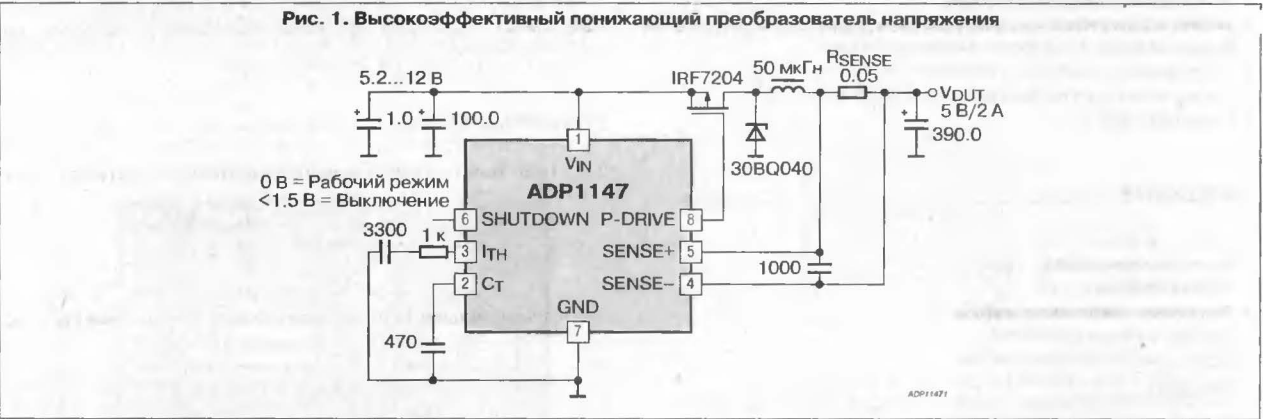 Рис. 1. Высокоэффективный понижающий преобразователь напряжения
5.2...12 В
IRF7204
50 мкГн
RSENSE
0.05
VDUT
5 В/2 А
+
1.0
+
100.0
+
390.0
1
VIN
30BQ040
ADP1147
0 В = Рабочий режим
<1.5 В = Выключение
6
SHUTDOWN
P-DRIVE
8
3300
1 к
3
ITH
SENSE+
5
1000
2
CT
SENSE–
4
GND
7
470
ADP11471